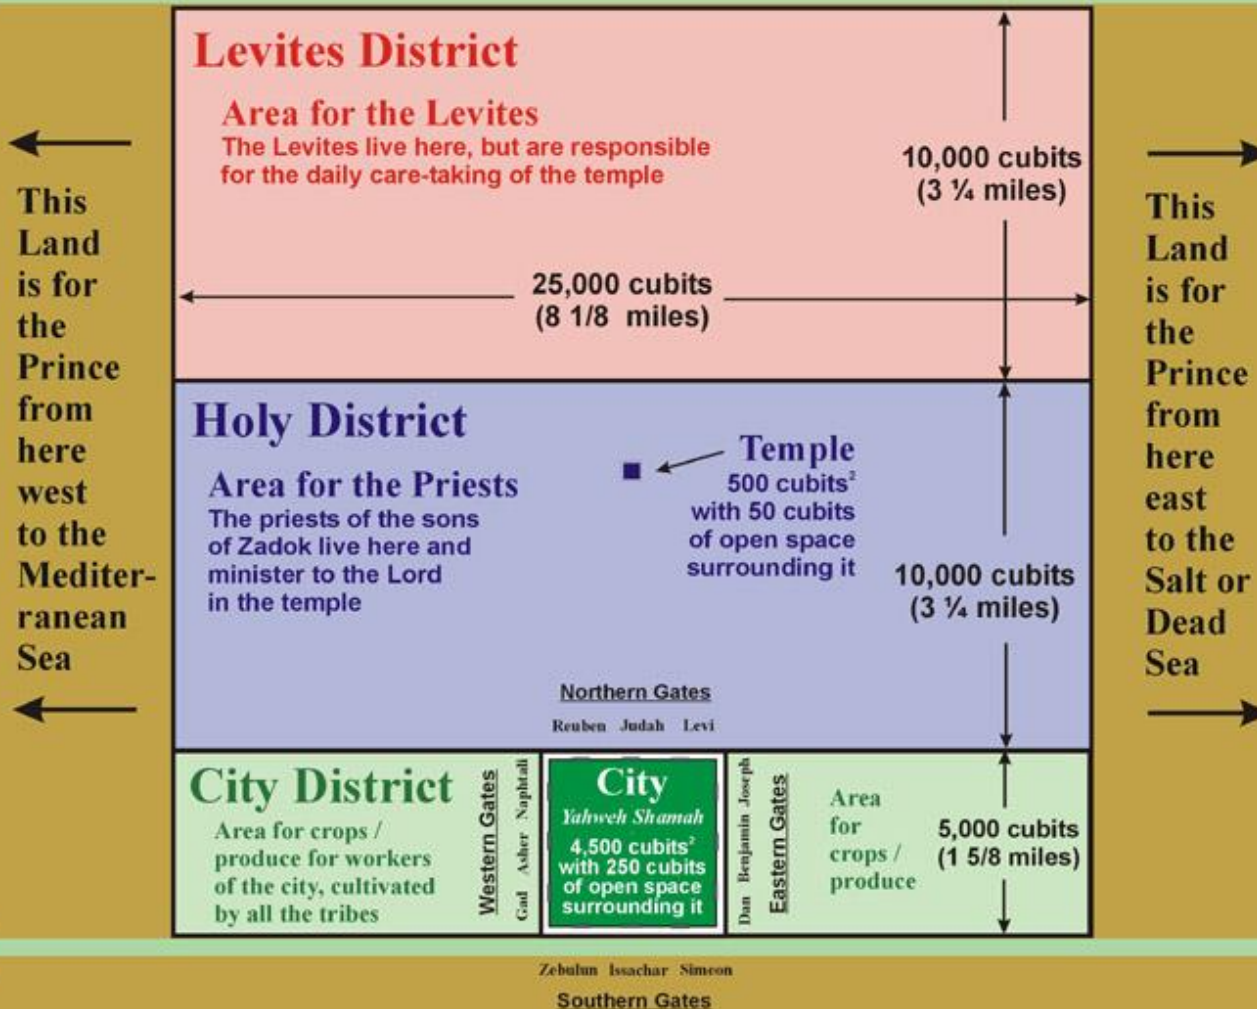 Levites District
Area for the Levites
The Levites live here, but are responsible
for the daily care-taking of the temple
10,000 cubits
(3 ¼ miles)
25,000 cubits
(8 1/8 miles)
This
Land
is for
the
Prince
from
here
west
to the
Mediter-
ranean
Sea
This
Land
is for
the
Prince
from
here
east
to the
Salt or
Dead
Sea
Holy District
Area for the Priests
The priests of the sons
of Zadok live here and
minister to the Lord
in the temple
Temple
500 cubits²
with 50 cubits
of open space
surrounding it
10,000 cubits
(3 ¼ miles)
Northern Gates
Reuben Judah Levi
City District
Area for crops /
produce for workers
of the city, cultivated
by all the tribes
Western Gates
Gad Asher Naphtali
City
Yahweh Shamah
4,500 cubits²
with 250 cubits
of open space
surrounding it
Dan Benjamin Joseph
Eastern Gates
Area
for
crops /
produce
5,000 cubits
(1 5/8 miles)
Zebulun Issachar Simeon
Southern Gates